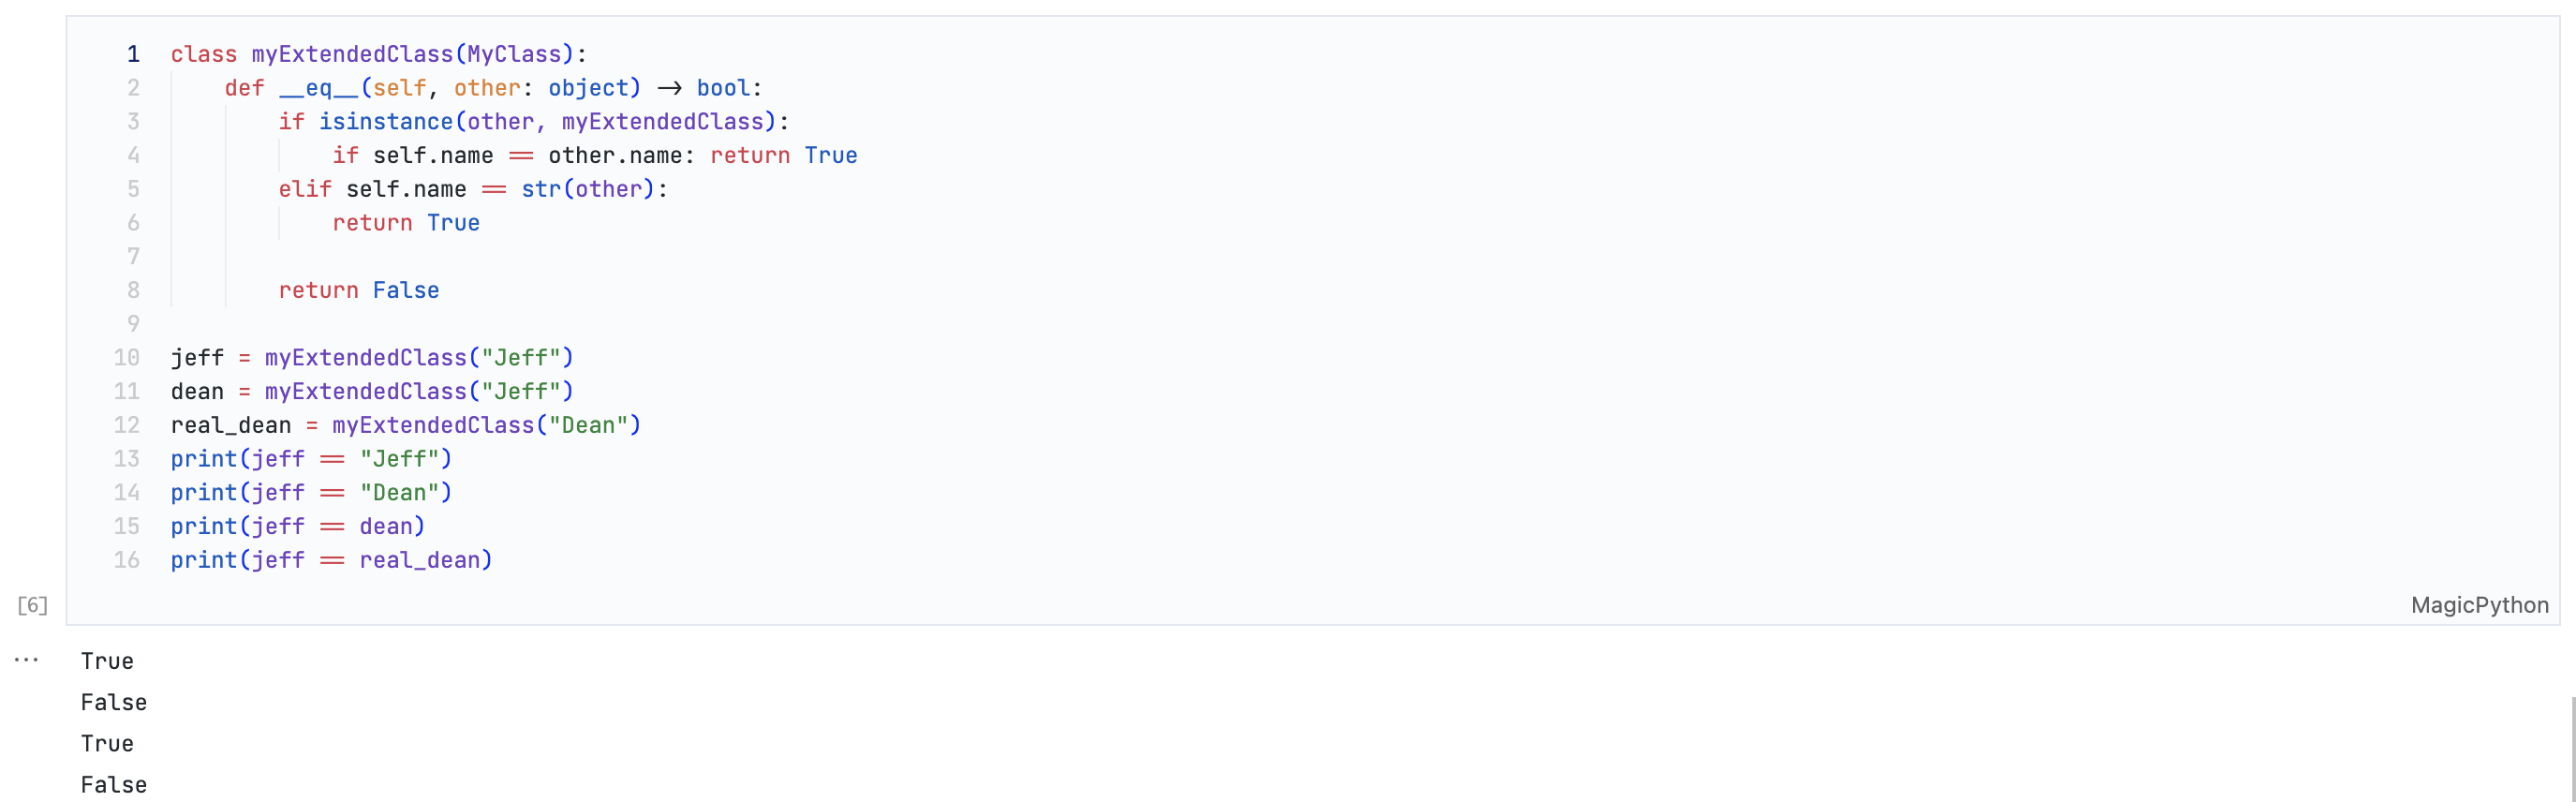 1 class myExtendedClass(MyClass):
2     def __eq__(self, other: object) -> bool:
3         if isinstance(other, myExtendedClass):
4             if self.name == other.name: return True
5         elif self.name == str(other):
6             return True
7
8         return False
9
10 jeff = myExtendedClass("Jeff")
11 dean = myExtendedClass("Jeff")
12 real_dean = myExtendedClass("Dean")
13 print(jeff == "Jeff")
14 print(jeff == "Dean")
15 print(jeff == dean)
16 print(jeff == real_dean)
[6] MagicPython
... True
False
True
False